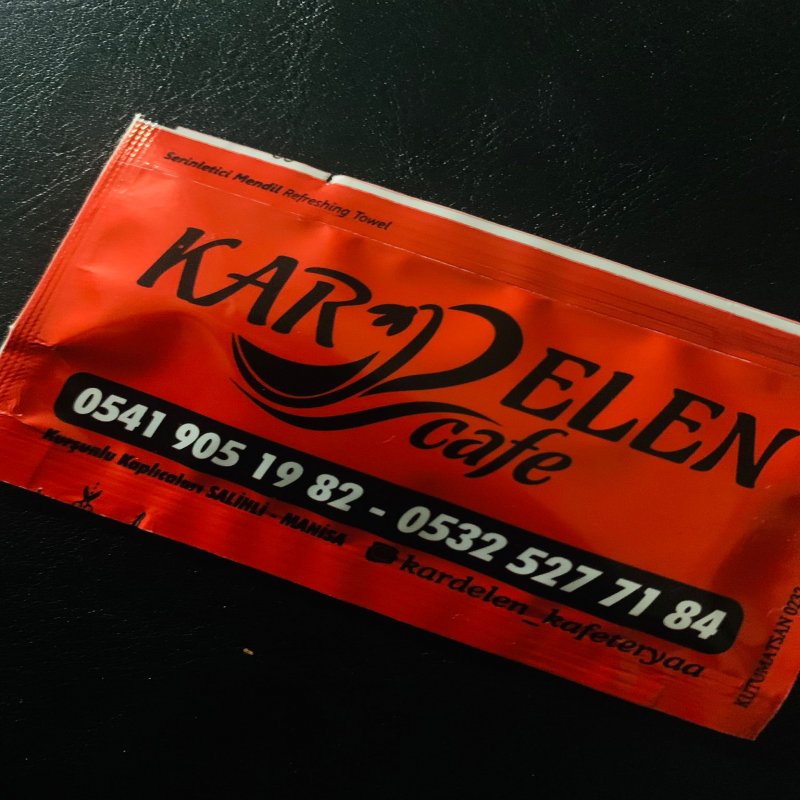 Serinletici Mendil Refreshing Towel
KARDELEN
cafe
0541 905 19 82 - 0532 527 71 84
Kurşunlu Kaplıcaları SALİHLİ - MANİSA
kardelen_kafeteryaa
KUTUMATSAN 0232